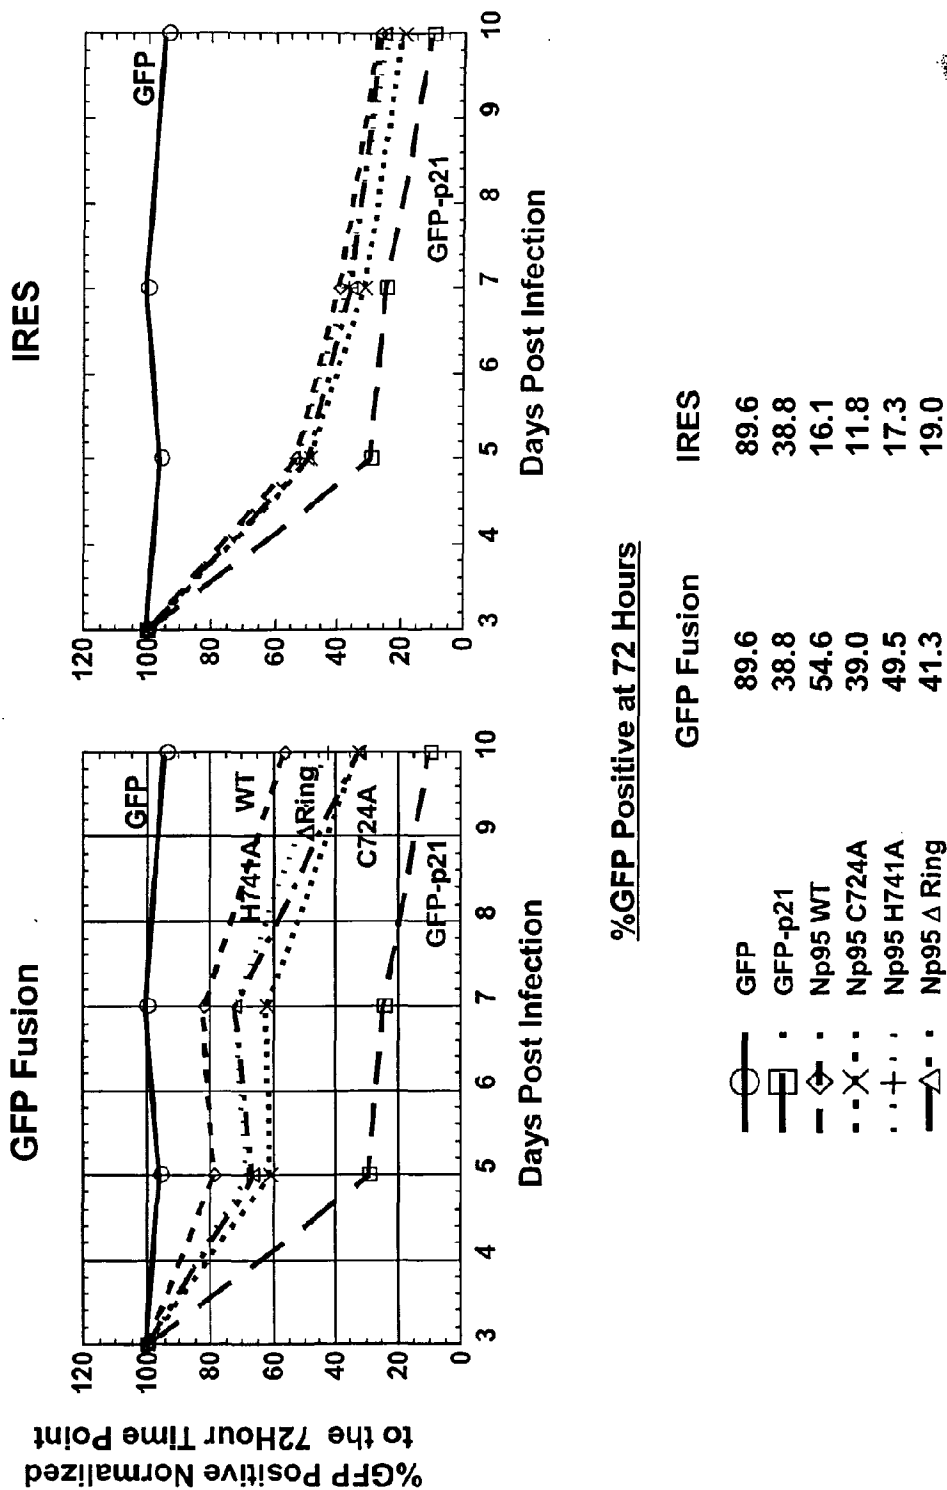 GFP Fusion
IRES
%GFP Positive Normalized
to the 72Hour Time Point
120
100
80
60
40
20
0
3 4 5 6 7 8 9 10
Days Post Infection
GFP
WT
H741A
ΔRing
C724A
GFP-p21
120
100
80
60
40
20
0
3 4 5 6 7 8 9 10
Days Post Infection
GFP
GFP-p21
%GFP Positive at 72 Hours
GFP Fusion IRES
GFP 89.6 89.6
GFP-p21 38.8 38.8
Np95 WT 54.6 16.1
Np95 C724A 39.0 11.8
Np95 H741A 49.5 17.3
Np95 Δ Ring 41.3 19.0